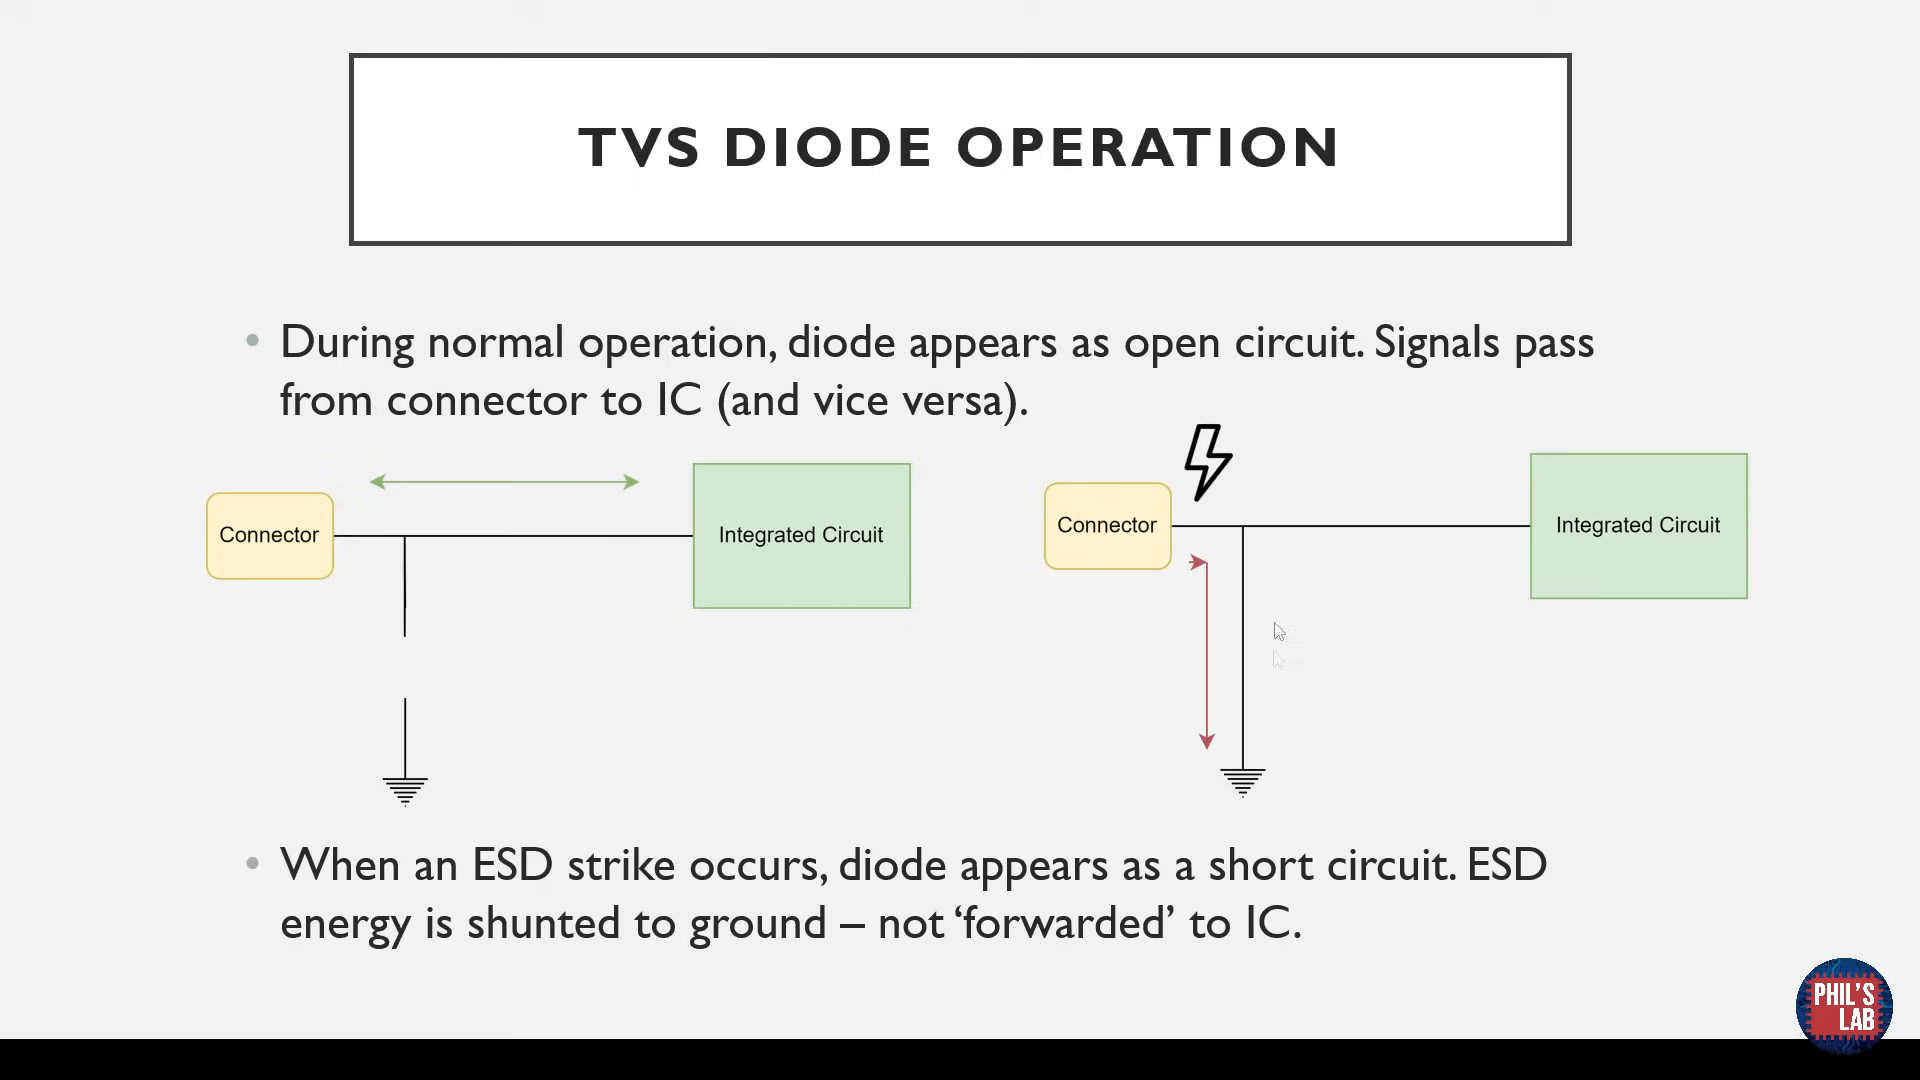 TVS DIODE OPERATION
• During normal operation, diode appears as open circuit. Signals pass
from connector to IC (and vice versa).
Connector
Integrated Circuit
Connector
Integrated Circuit
• When an ESD strike occurs, diode appears as a short circuit. ESD
energy is shunted to ground – not ‘forwarded’ to IC.
PHIL'S
LAB